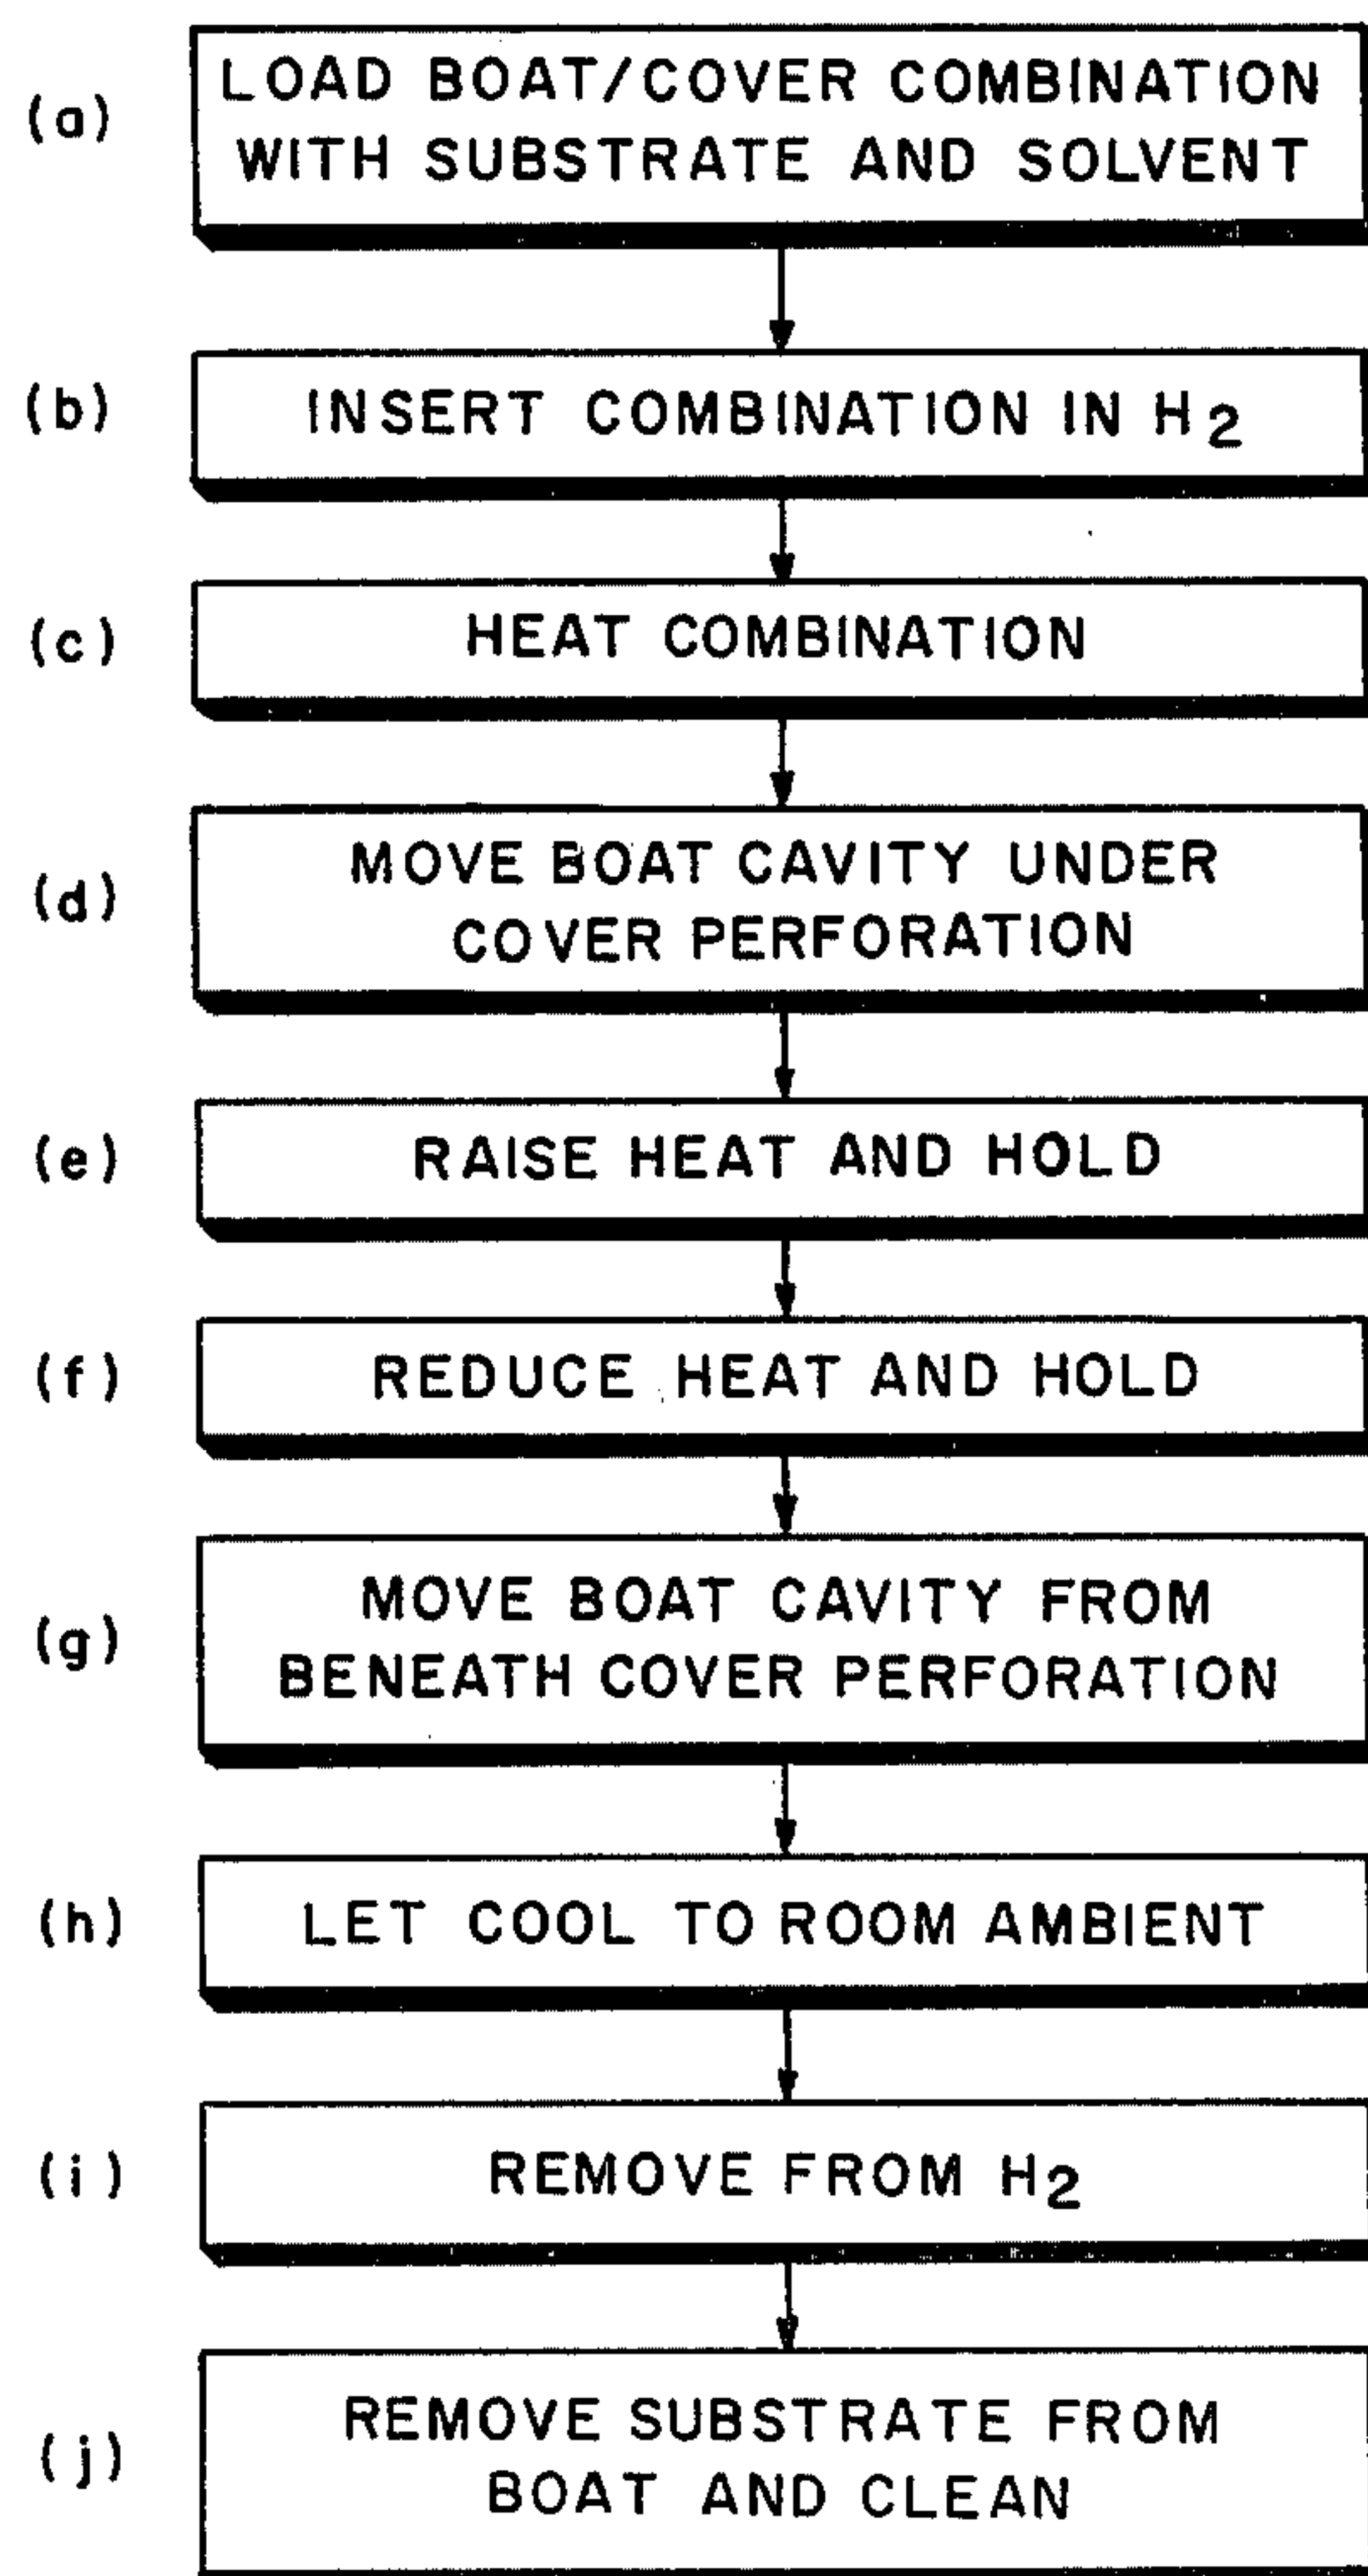 (a)
LOAD BOAT/COVER COMBINATION
WITH SUBSTRATE AND SOLVENT
(b)
INSERT COMBINATION IN H2
(c)
HEAT COMBINATION
(d)
MOVE BOAT CAVITY UNDER
COVER PERFORATION
(e)
RAISE HEAT AND HOLD
(f)
REDUCE HEAT AND HOLD
(g)
MOVE BOAT CAVITY FROM
BENEATH COVER PERFORATION
(h)
LET COOL TO ROOM AMBIENT
(i)
REMOVE FROM H2
(j)
REMOVE SUBSTRATE FROM
BOAT AND CLEAN